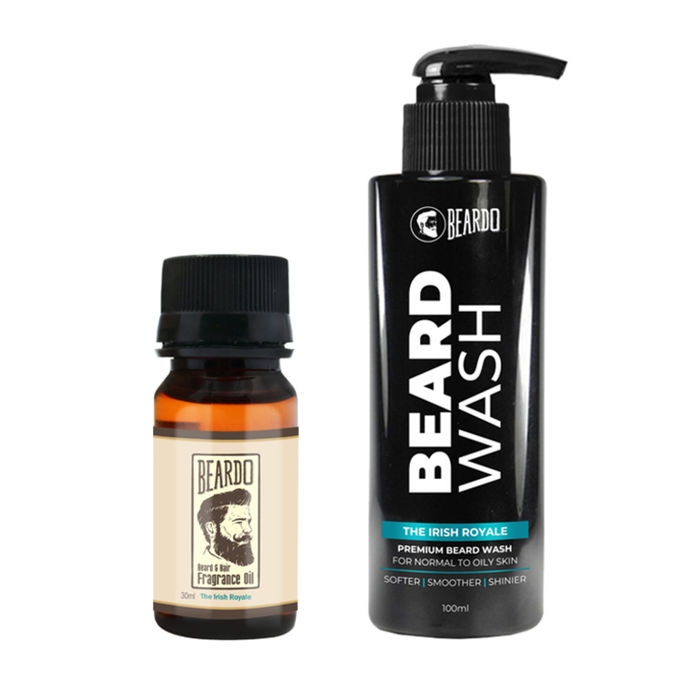 BEARDO
Beard & Hair
Fragrance Oil
30ml The Irish Royale
BEARDO
BEARD
WASH
THE IRISH ROYALE
PREMIUM BEARD WASH
FOR NORMAL TO OILY SKIN
SOFTER | SMOOTHER | SHINIER
100ml